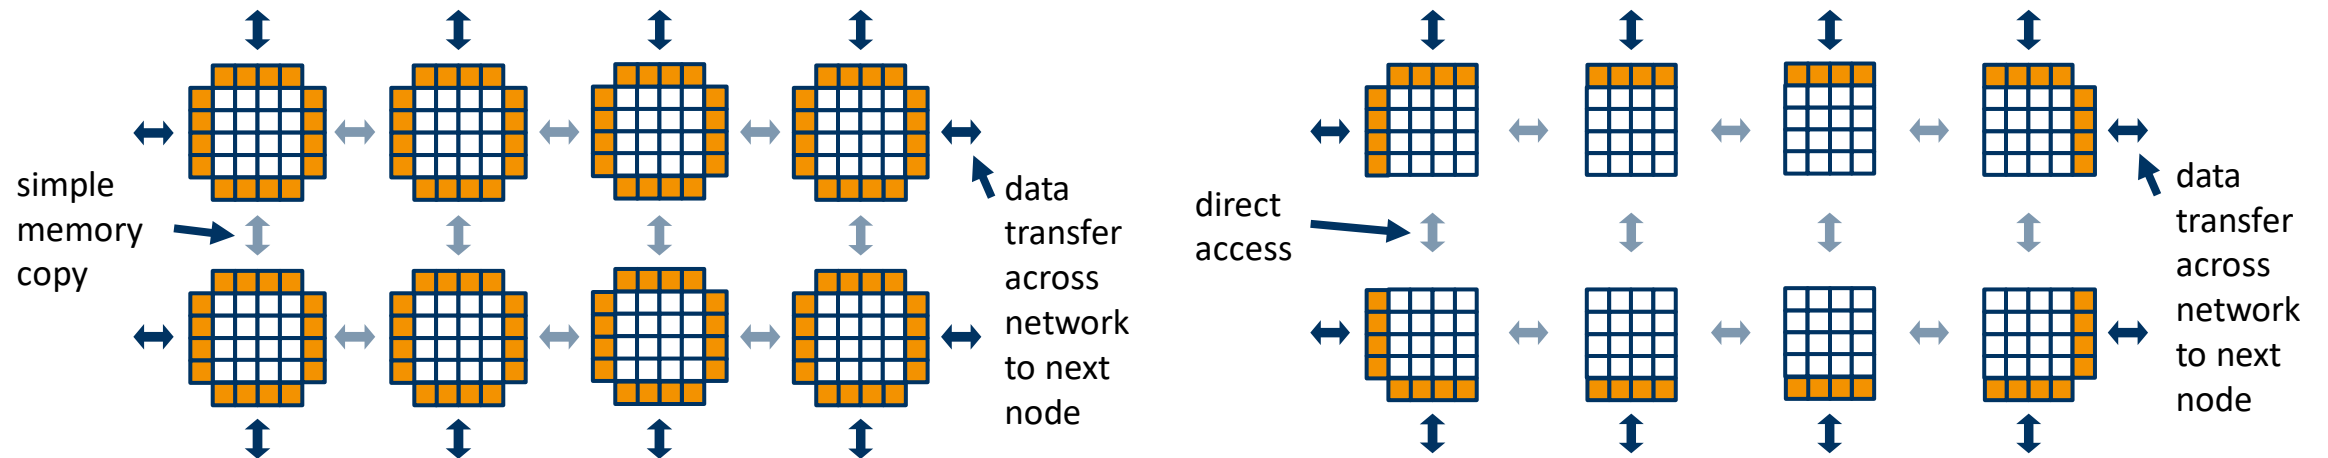 simple
memory
copy
data
transfer
across
network
to next
node
direct
access
data
transfer
across
network
to next
node